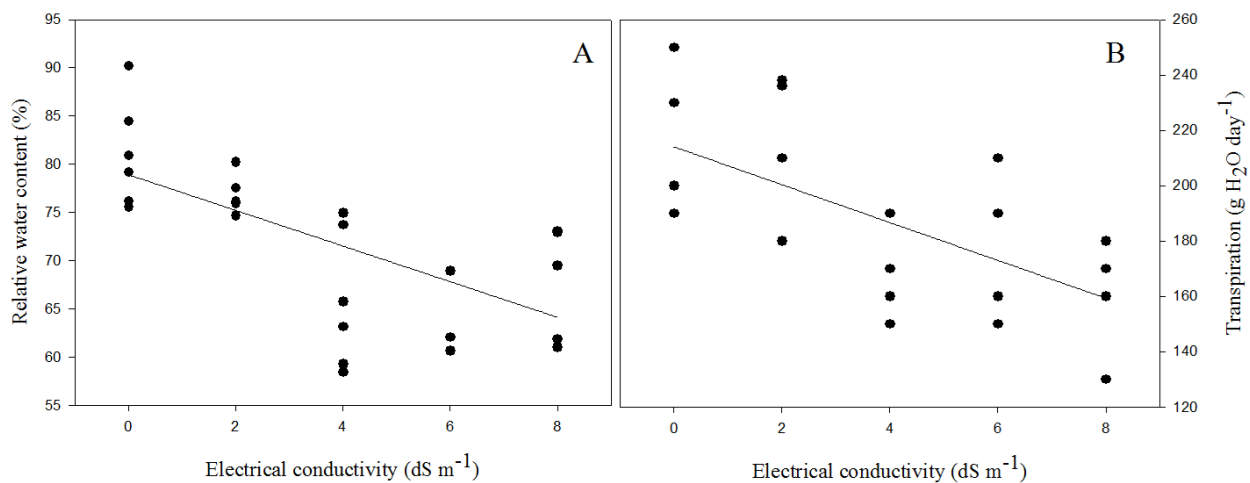 A
Relative water content (%)
95
90
85
80
75
70
65
60
55
0 2 4 6 8
Electrical conductivity (dS m⁻¹)
B
260
240
220
200
180
160
140
120
Transpiration (g H₂O day⁻¹)
0 2 4 6 8
Electrical conductivity (dS m⁻¹)